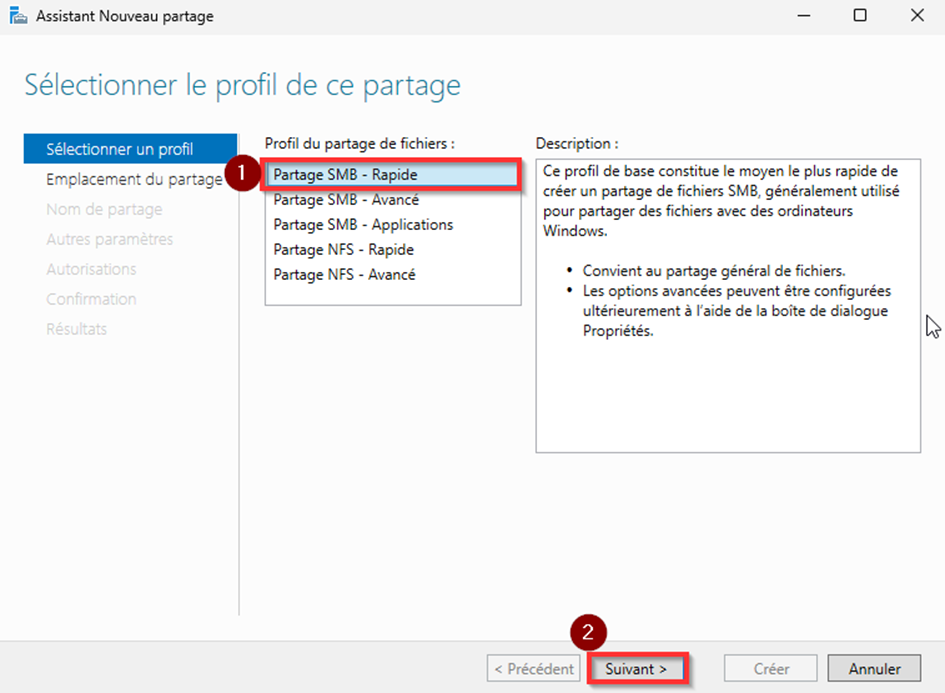 Assistant Nouveau partage
Sélectionner le profil de ce partage
Sélectionner un profil
Emplacement du partage
Nom de partage
Autres paramètres
Autorisations
Confirmation
Résultats
Profil du partage de fichiers :
1
Partage SMB - Rapide
Partage SMB - Avancé
Partage SMB - Applications
Partage NFS - Rapide
Partage NFS - Avancé
Description :
Ce profil de base constitue le moyen le plus rapide de
créer un partage de fichiers SMB, généralement utilisé
pour partager des fichiers avec des ordinateurs
Windows.
• Convient au partage général de fichiers.
• Les options avancées peuvent être configurées
ultérieurement à l'aide de la boîte de dialogue
Propriétés.
2
< Précédent
Suivant >
Créer
Annuler